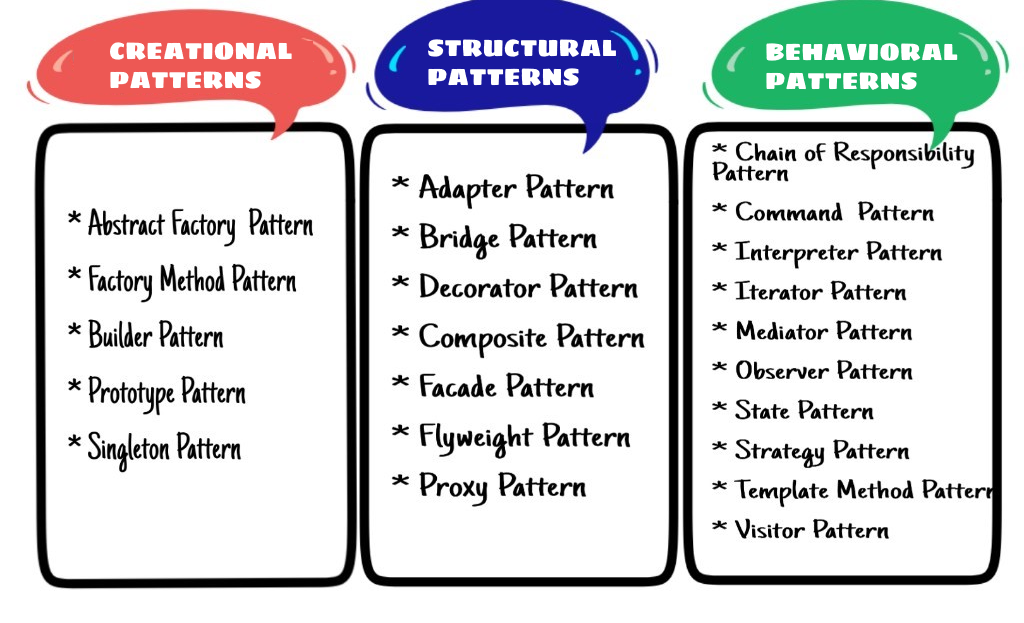 CREATIONAL
PATTERNS
* Abstract Factory Pattern
* Factory Method Pattern
* Builder Pattern
* Prototype Pattern
* Singleton Pattern
STRUCTURAL
PATTERNS
* Adapter Pattern
* Bridge Pattern
* Decorator Pattern
* Composite Pattern
* Facade Pattern
* Flyweight Pattern
* Proxy Pattern
BEHAVIORAL
PATTERNS
* Chain of Responsibility
Pattern
* Command Pattern
* Interpreter Pattern
* Iterator Pattern
* Mediator Pattern
* Observer Pattern
* State Pattern
* Strategy Pattern
* Template Method Pattern
* Visitor Pattern